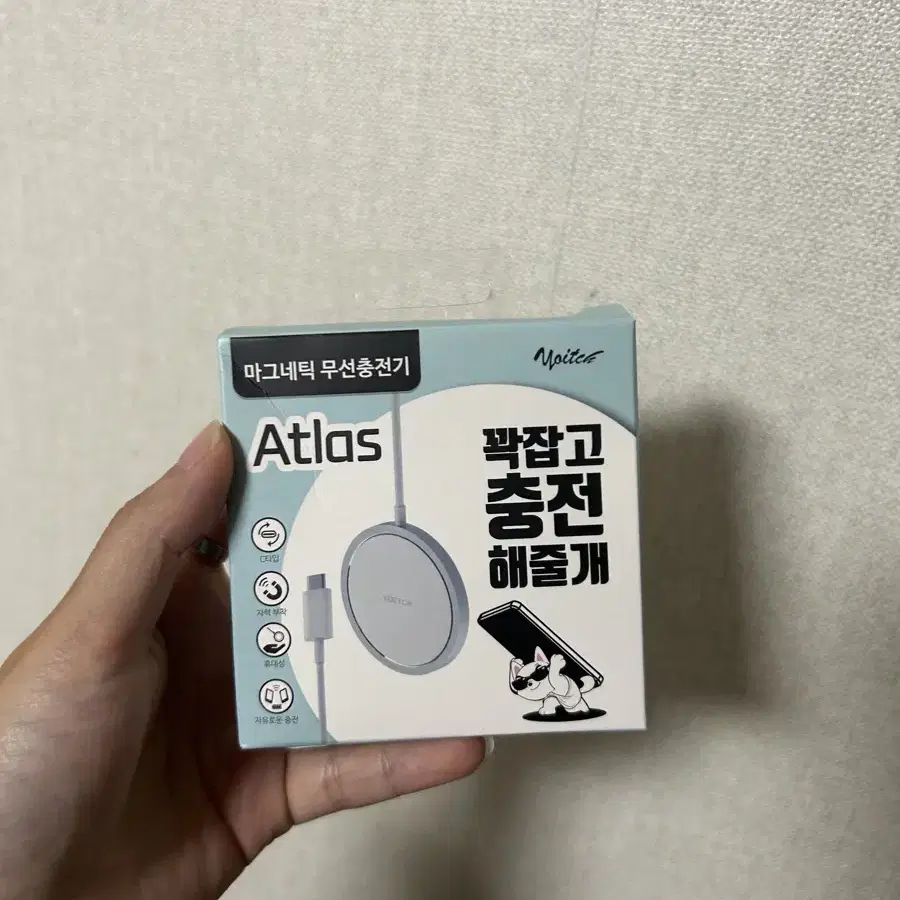 마그네틱 무선충전기
Yoitch
Atlas
꽉잡고
충전
해줄개
C타입
자력 부착
휴대성
자유로운 충전
YOITCH